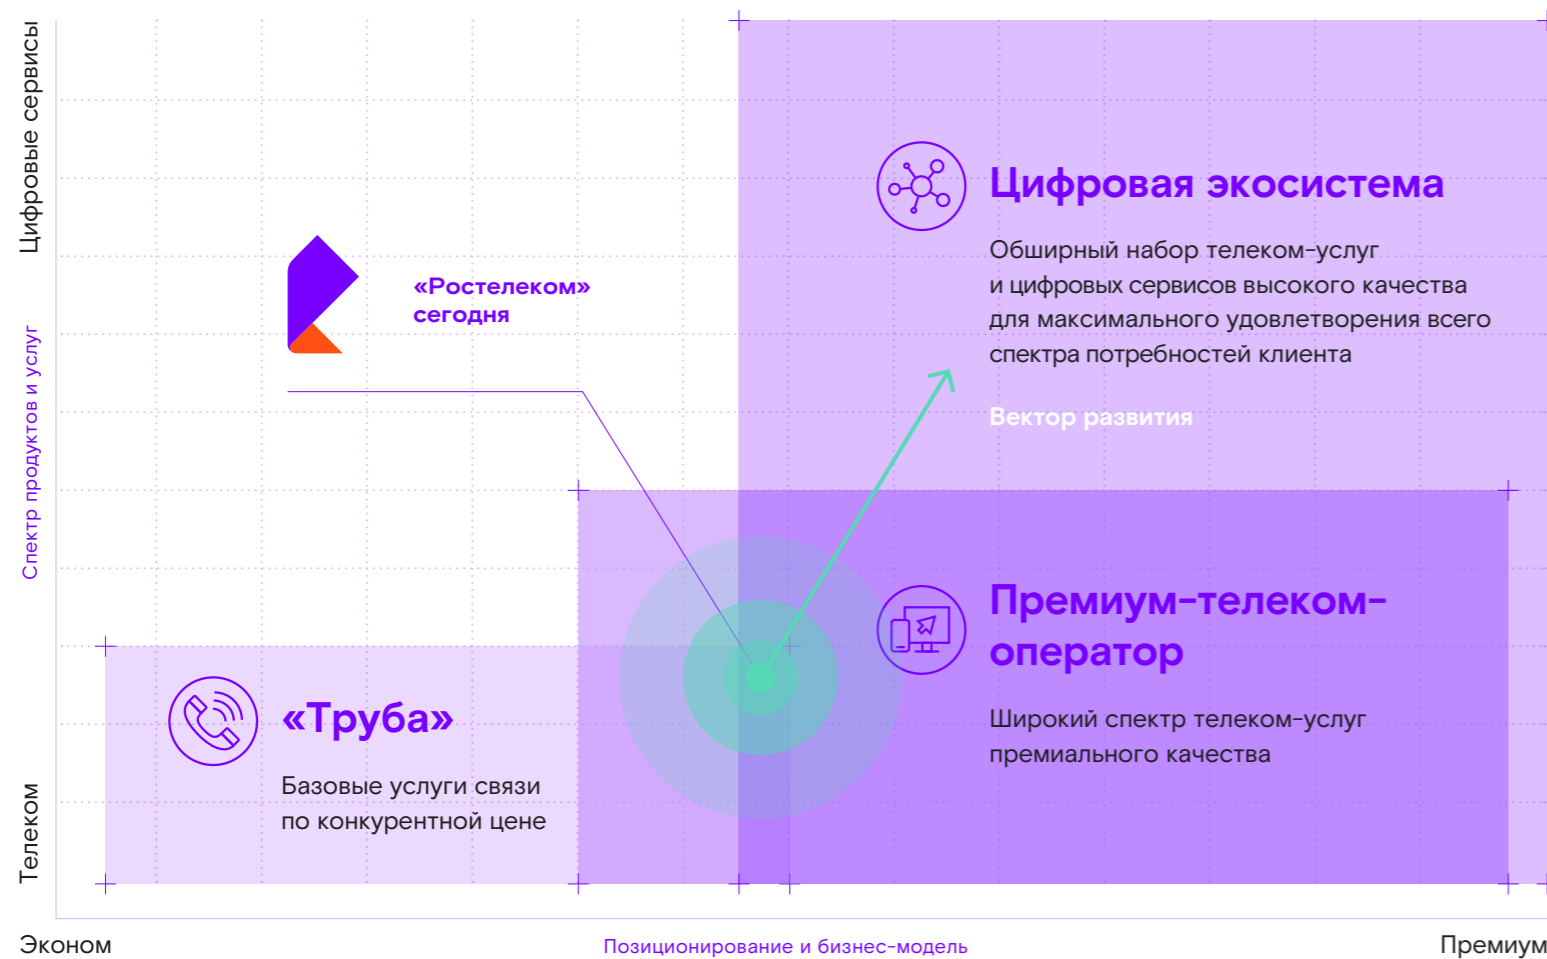 Цифровые сервисы
Спектр продуктов и услуг
Телеком
«Ростелеком»
сегодня
Цифровая экосистема
Обширный набор телеком-услуг
и цифровых сервисов высокого качества
для максимального удовлетворения всего
спектра потребностей клиента
Вектор развития
Премиум-телеком-
оператор
Широкий спектр телеком-услуг
премиального качества
«Труба»
Базовые услуги связи
по конкурентной цене
Эконом
Позиционирование и бизнес-модель
Премиум